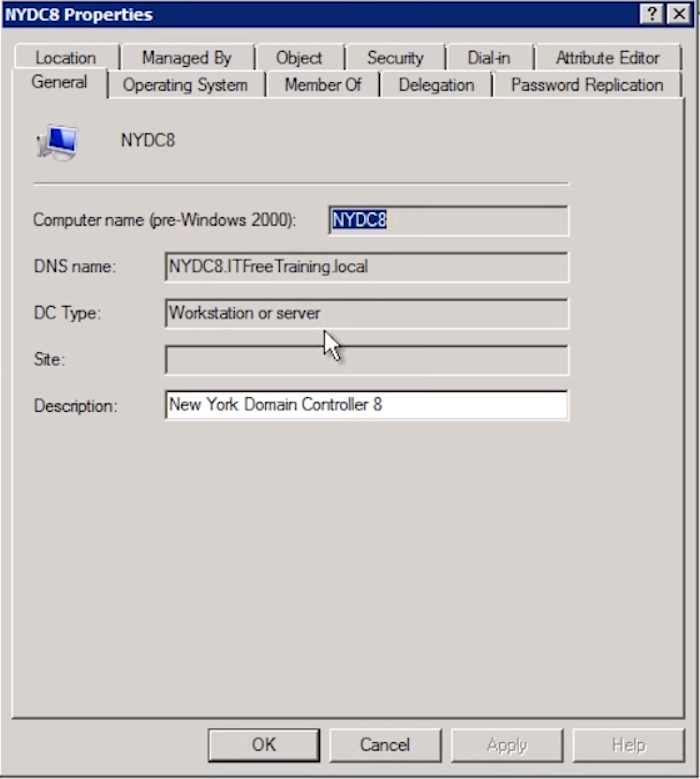 NYDC8 Properties
Location Managed By Object Security Dial-in Attribute Editor
General Operating System Member Of Delegation Password Replication
NYDC8
Computer name (pre-Windows 2000): NYDC8
DNS name: NYDC8.ITFreeTraining.local
DC Type: Workstation or server
Site:
Description: New York Domain Controller 8
OK Cancel Apply Help